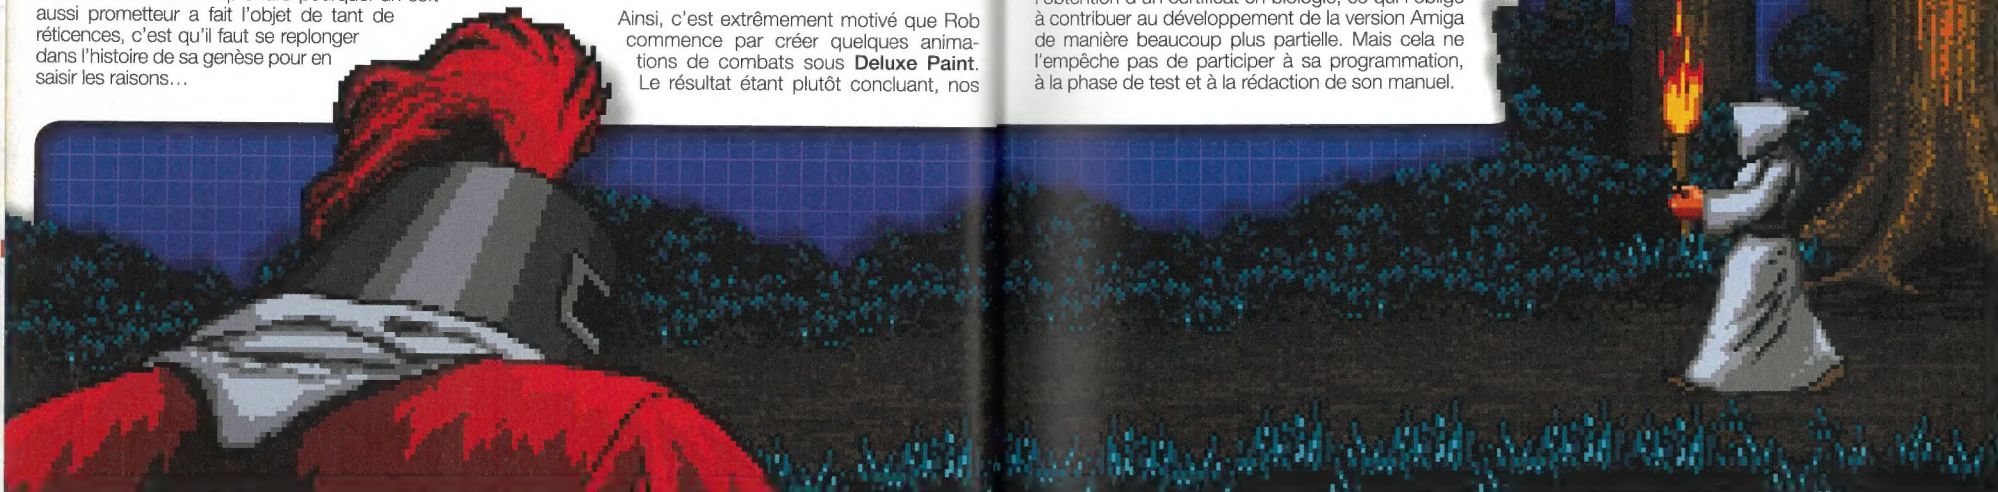 aussi prometteur a fait l'objet de tant de
réticences, c'est qu'il faut se replonger
dans l'histoire de sa genèse pour en
saisir les raisons...
Ainsi, c'est extrêmement motivé que Rob
commence par créer quelques anima-
tions de combats sous Deluxe Paint.
Le résultat étant plutôt concluant, nos
à contribuer au développement de la version Amiga
de manière beaucoup plus partielle. Mais cela ne
l'empêche pas de participer à sa programmation,
à la phase de test et à la rédaction de son manuel.